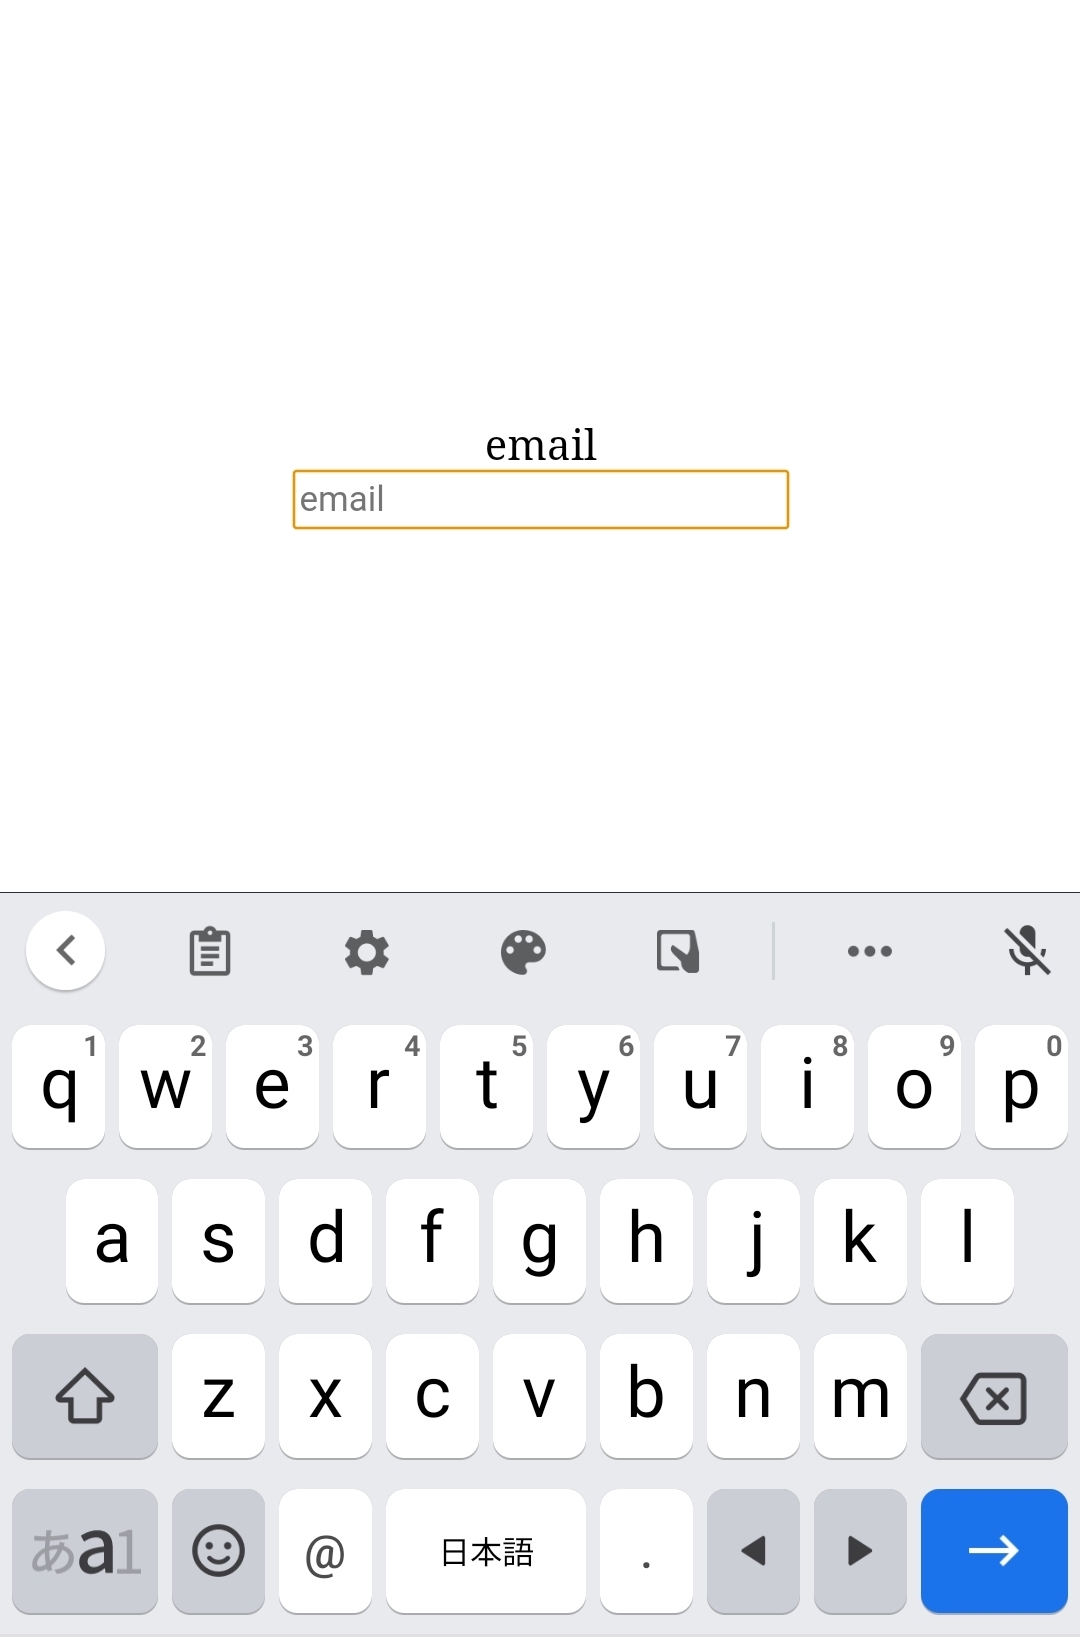 email
email
1 2 3 4 5 6 7 8 9 0
q w e r t y u i o p
a s d f g h j k l
z x c v b n m
あa1 @ 日本語 .